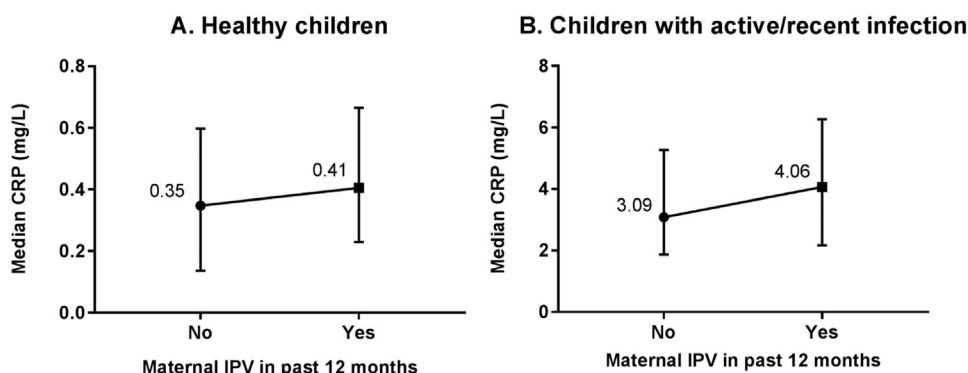 A. Healthy children
Median CRP (mg/L)
0.8
0.6
0.4
0.2
0.0
0.35
0.41
No
Yes
Maternal IPV in past 12 months
B. Children with active/recent infection
Median CRP (mg/L)
8
6
4
2
0
3.09
4.06
No
Yes
Maternal IPV in past 12 months